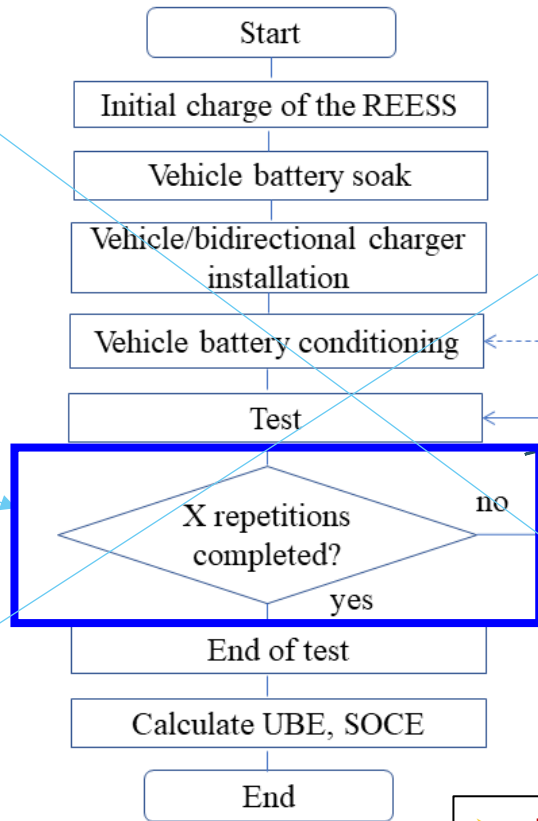 Start
Initial charge of the REESS
Vehicle battery soak
Vehicle/bidirectional charger
installation
Vehicle battery conditioning
Test
X repetitions
completed?
no
yes
End of test
Calculate UBE, SOCE
End